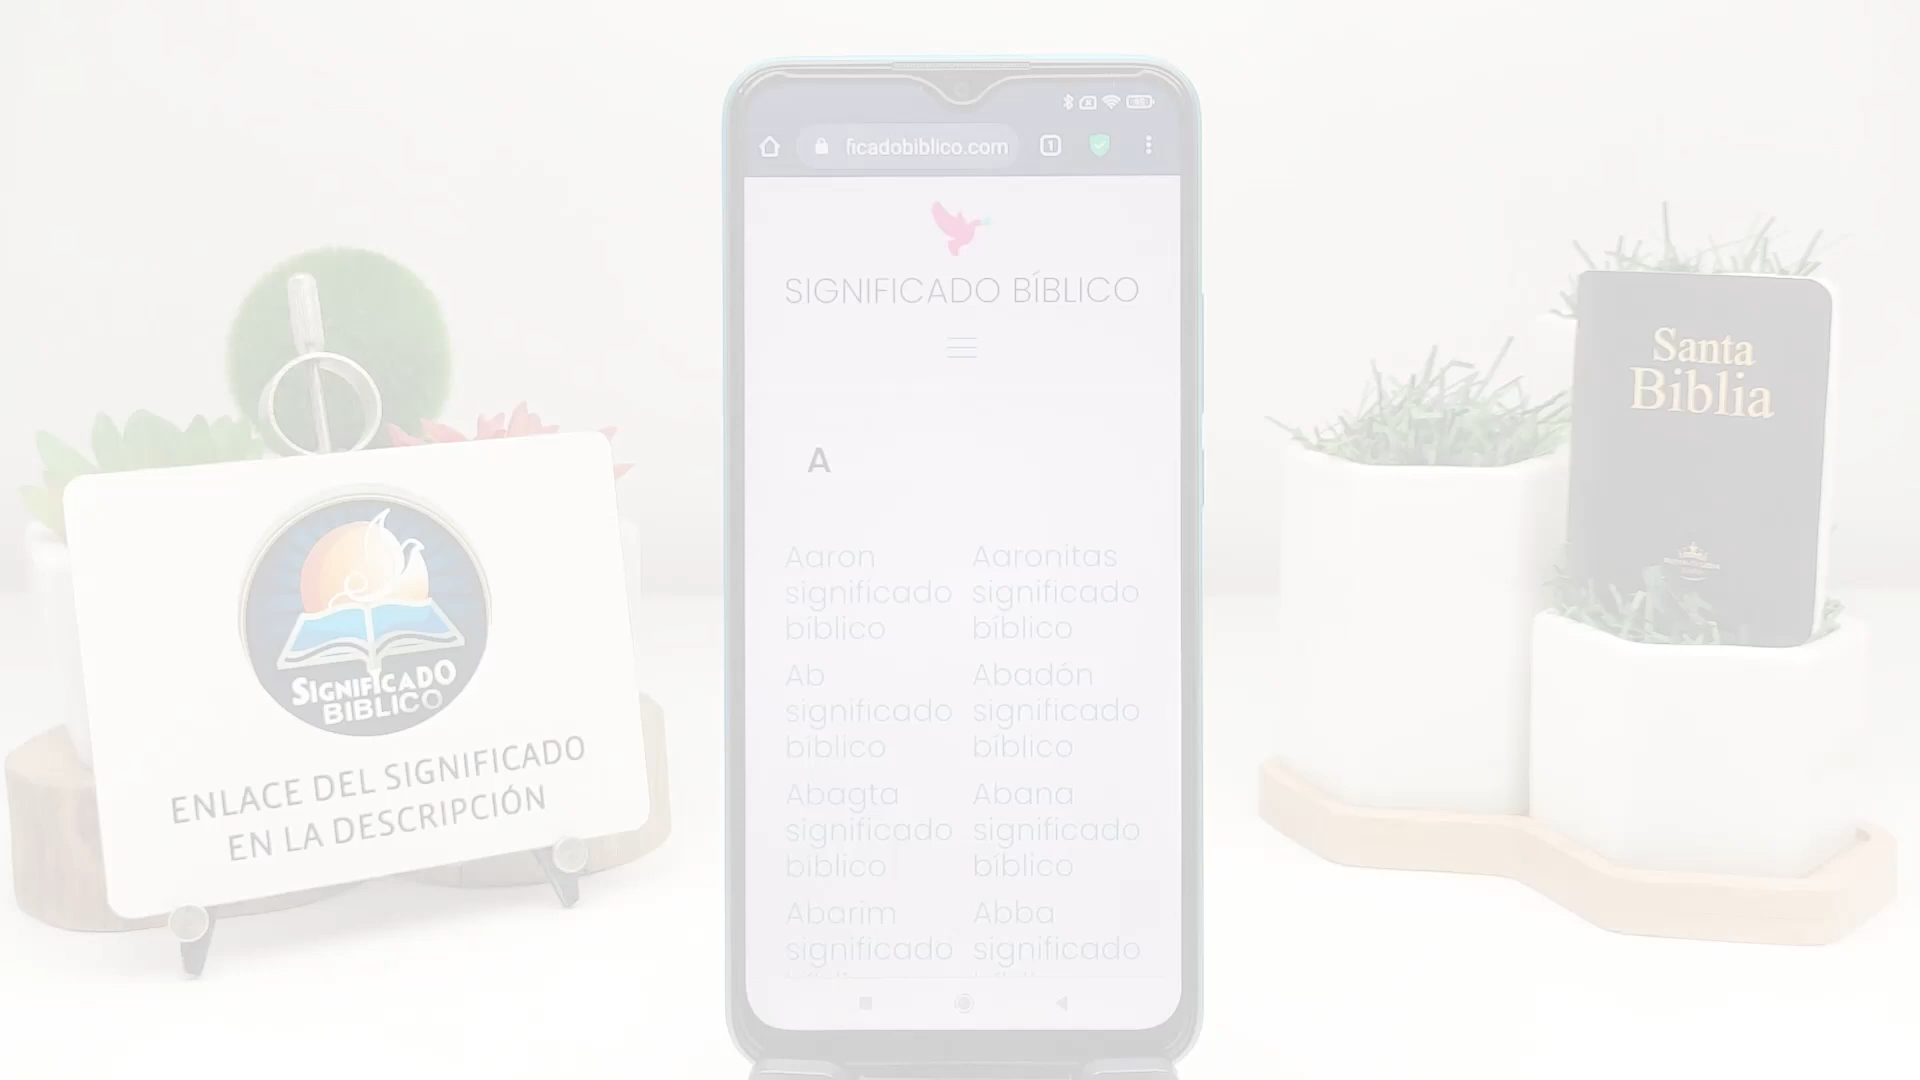 ficadobiblico.com
1
SIGNIFICADO BÍBLICO
A
Aaron
significado
bíblico
Aaronitas
significado
bíblico
Ab
significado
bíblico
Abadón
significado
bíblico
Abagta
significado
bíblico
Abana
significado
bíblico
Abarim
significado
Abba
significado
SIGNIFICADO
BIBLICO
ENLACE DEL SIGNIFICADO
EN LA DESCRIPCIÓN
Santa
Biblia